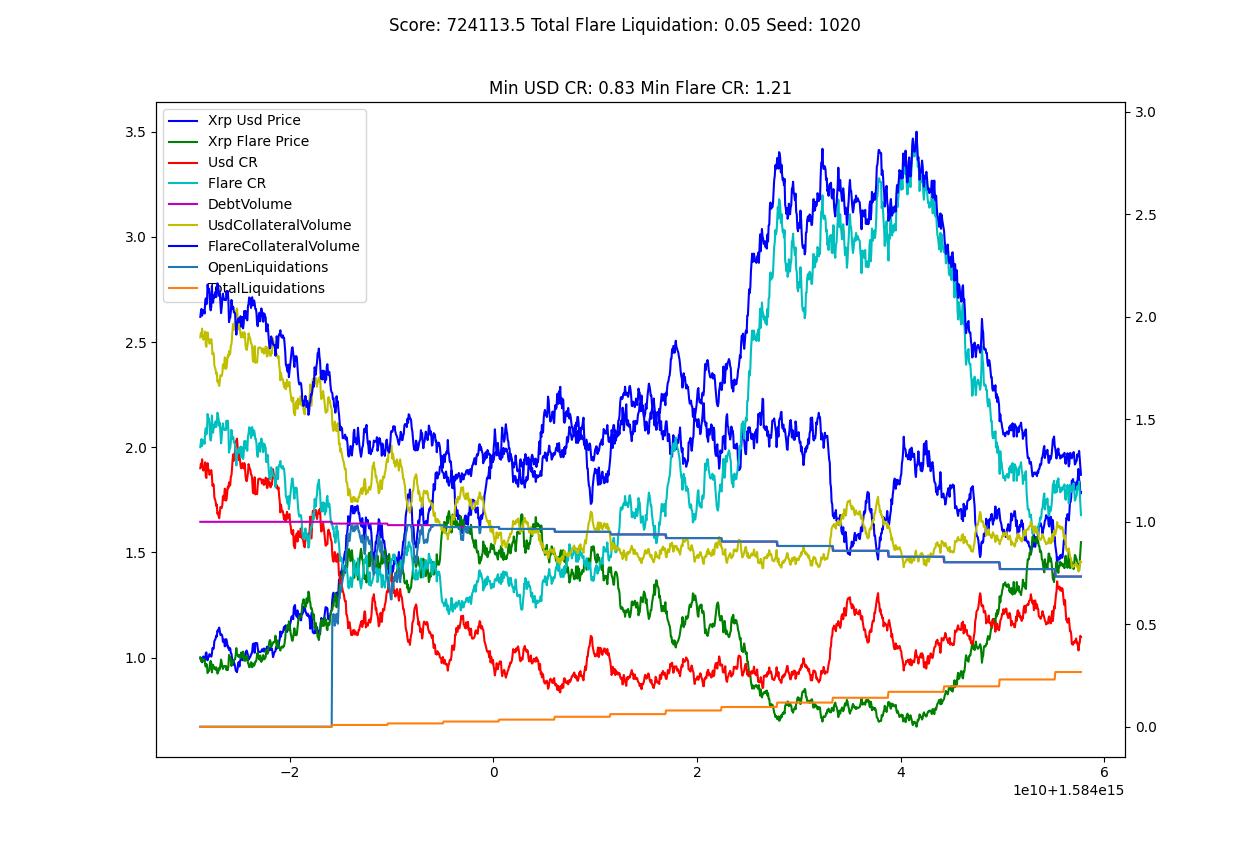 Score: 724113.5 Total Flare Liquidation: 0.05 Seed: 1020
Min USD CR: 0.83 Min Flare CR: 1.21
Xrp Usd Price
Xrp Flare Price
Usd CR
Flare CR
DebtVolume
UsdCollateralVolume
FlareCollateralVolume
OpenLiquidations
TotalLiquidations
3.5
3.0
2.5
2.0
1.5
1.0
3.0
2.5
2.0
1.5
1.0
0.5
0.0
−2 0 2 4 6
1e10+1.584e15